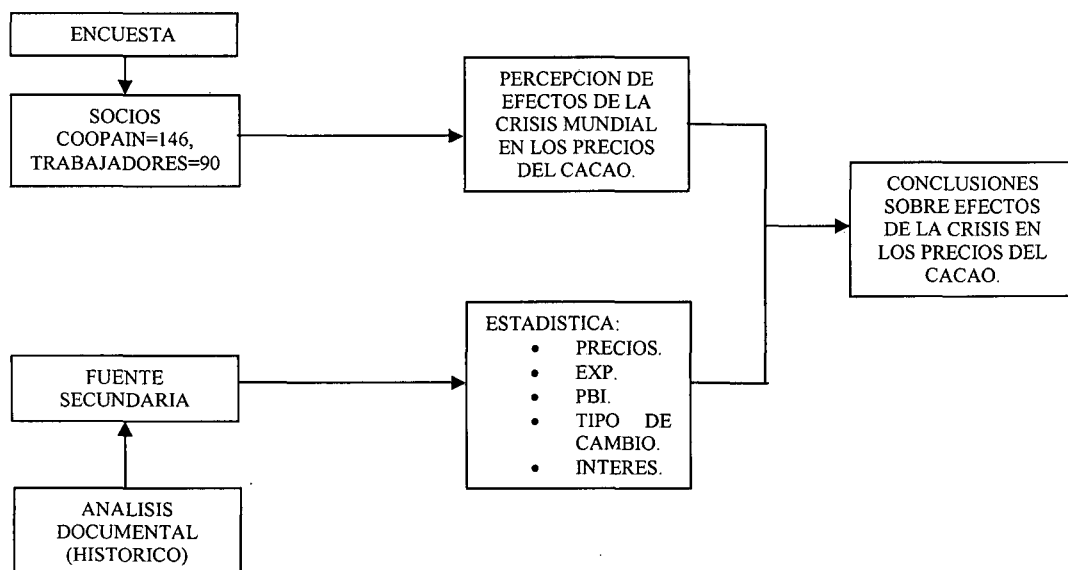 ENCUESTA
SOCIOS
COOPAIN=146,
TRABAJADORES=90
PERCEPCION DE
EFECTOS DE LA
CRISIS MUNDIAL
EN LOS PRECIOS
DEL CACAO.
CONCLUSIONES
SOBRE EFECTOS
DE LA CRISIS EN
LOS PRECIOS DEL
CACAO.
FUENTE
SECUNDARIA
ESTADISTICA:
• PRECIOS.
• EXP.
• PBI.
• TIPO DE
CAMBIO.
• INTERES.
ANALISIS
DOCUMENTAL
(HISTORICO)